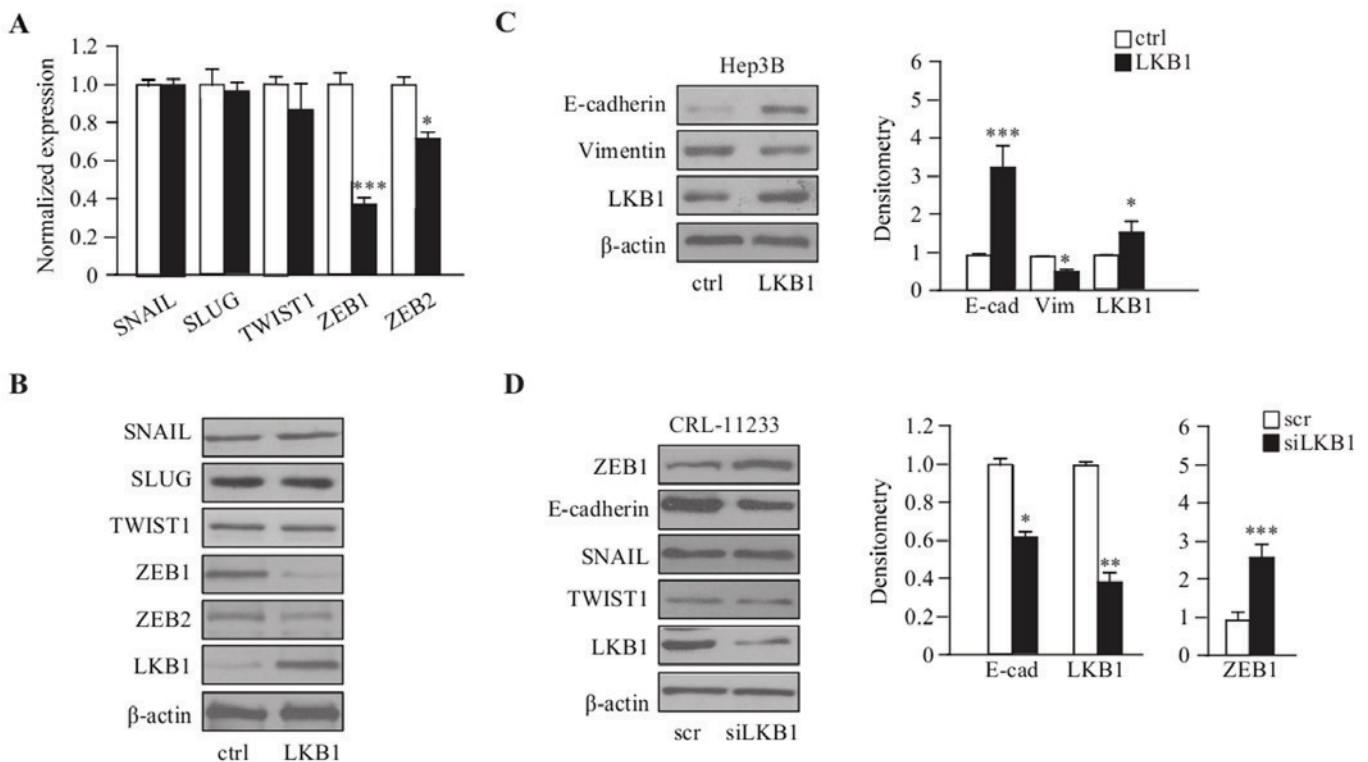 A
1.2
1.0
0.8
0.6
0.4
0.2
0
Normalized expression
***
*
SNAIL
SLUG
TWIST1
ZEB1
ZEB2
B
SNAIL
SLUG
TWIST1
ZEB1
ZEB2
LKB1
β-actin
ctrl LKB1
C
Hep3B
E-cadherin
Vimentin
LKB1
β-actin
ctrl LKB1
ctrl
LKB1
6
5
4
3
2
1
0
Densitometry
***
*
*
E-cad Vim LKB1
D
CRL-11233
ZEB1
E-cadherin
SNAIL
TWIST1
LKB1
β-actin
scr siLKB1
1.2
1.0
0.8
0.6
0.4
0.2
0
Densitometry
*
**
E-cad LKB1
scr
siLKB1
6
5
4
3
2
1
0
***
ZEB1